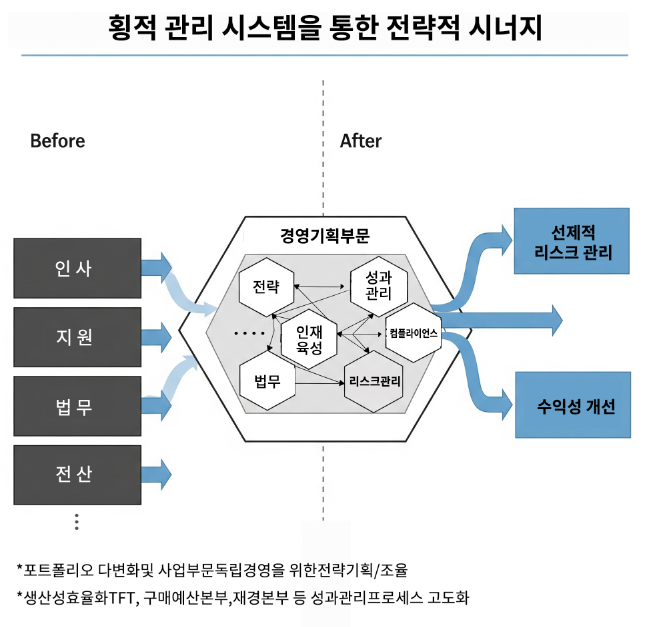 횡적 관리 시스템을 통한 전략적 시너지
Before
After
인 사
지 원
법 무
전 산
경영기획부문
전략
성과
관리
인재
육성
컴플라이언스
법무
리스크관리
선제적
리스크 관리
수익성 개선
*포트폴리오 다변화및 사업부문독립경영을 위한전략기획/조율
*생산성효율화TFT, 구매예산본부,재경본부 등 성과관리프로세스 고도화